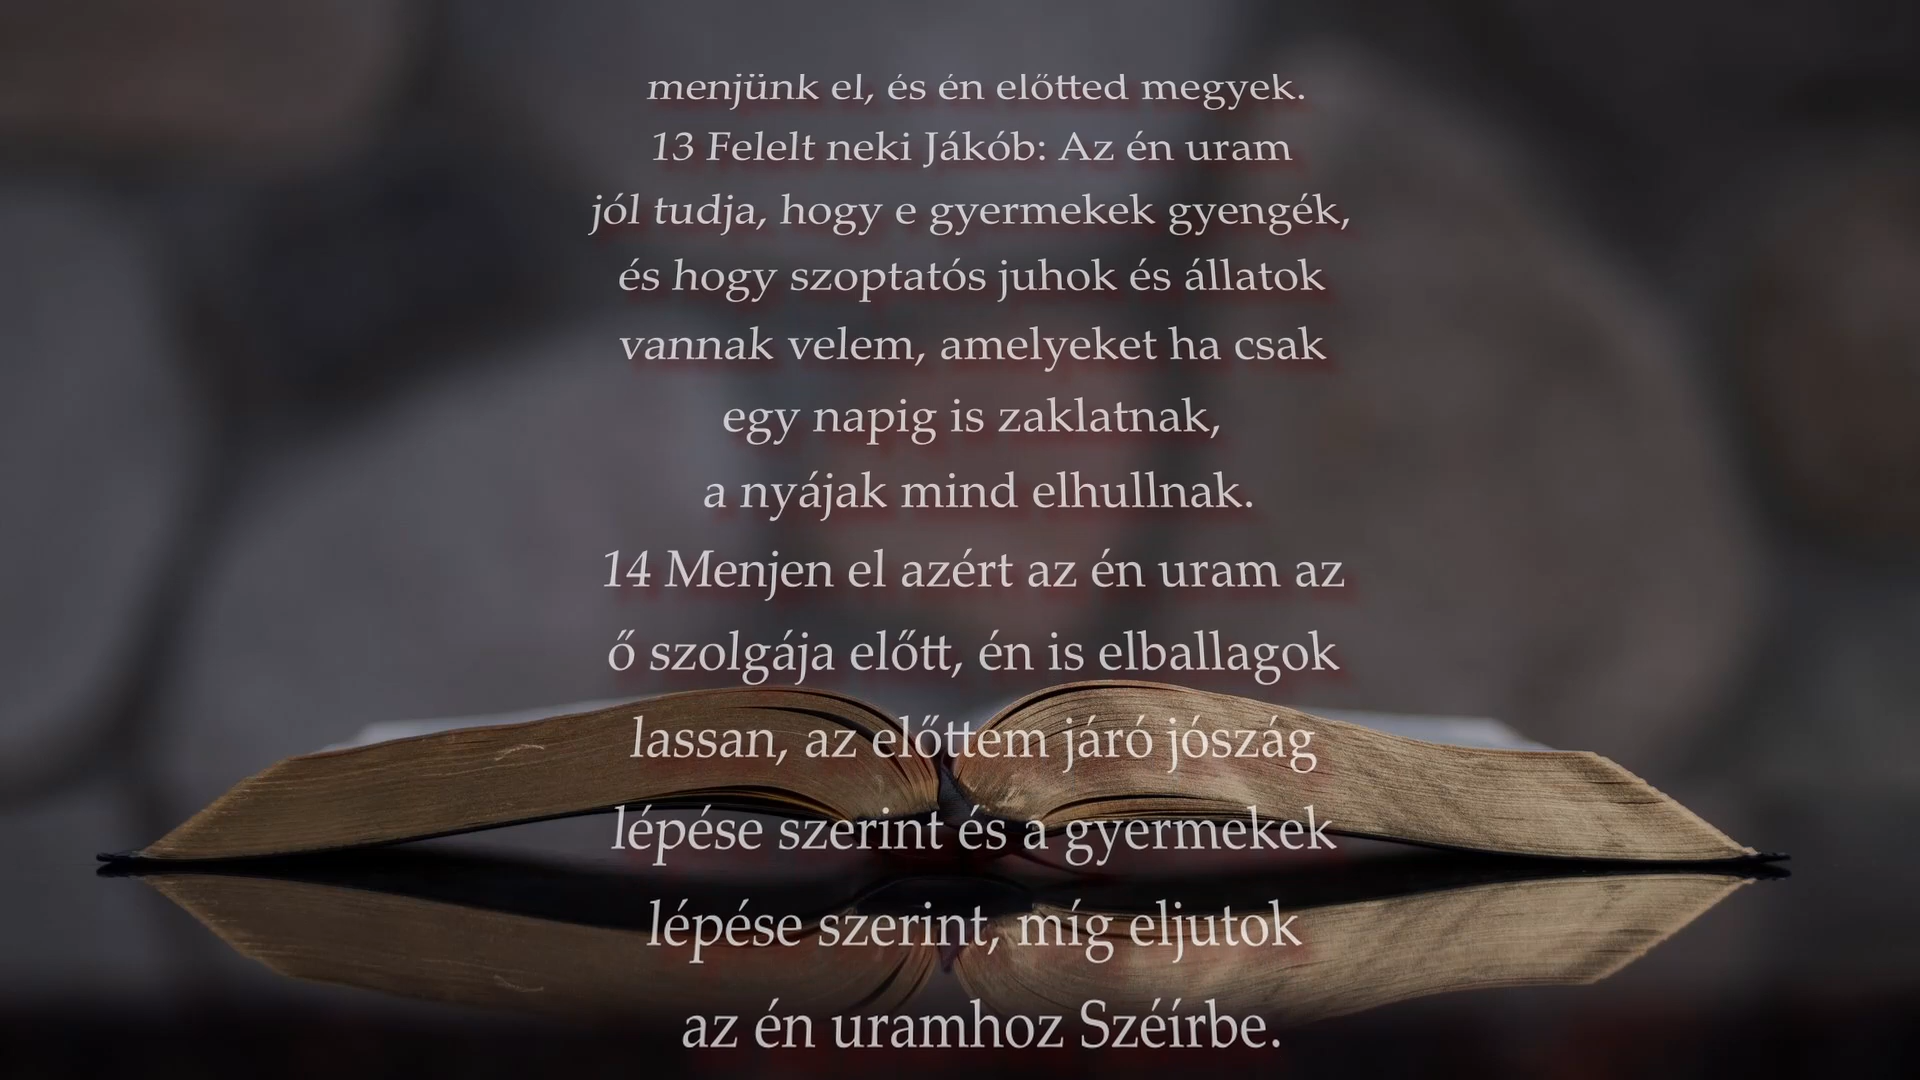 menjünk el, és én előtted megyek.
13 Felelt neki Jákób: Az én uram
jól tudja, hogy e gyermekek gyengék,
és hogy szoptatós juhok és állatok
vannak velem, amelyeket ha csak
egy napig is zaklatnak,
a nyájak mind elhullnak.
14 Menjen el azért az én uram az
ő szolgája előtt, én is elballagok
lassan, az előttem járó jószág
lépése szerint és a gyermekek
lépése szerint, míg eljutok
az én uramhoz Széírbe.